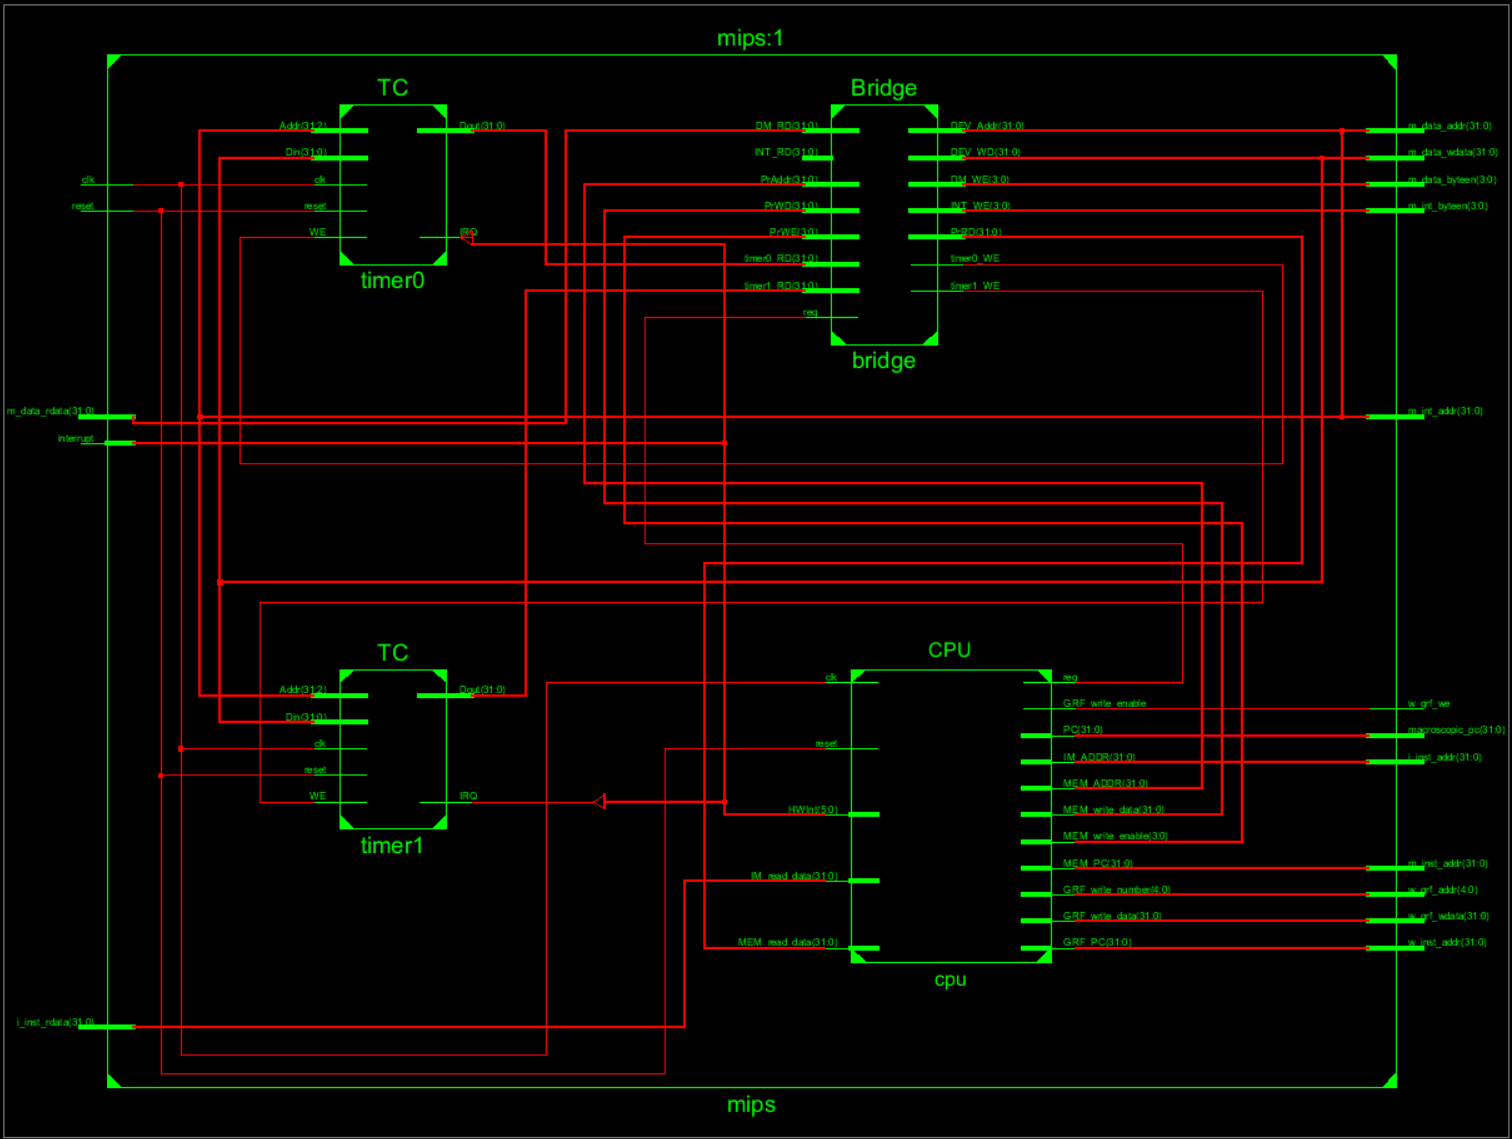 mips:1
TC
Addr(31:2)
Dout(31:0)
Din(31:0)
clk
clk
reset
reset
WE
IRQ
timer0
Bridge
DM_RD(31:0)
DEV_Addr(31:0)
m_data_addr(31:0)
INT_RD(31:0)
DEV_WD(31:0)
m_data_wdata(31:0)
PrAddr(31:0)
DM_WE(3:0)
m_data_byteen(3:0)
PrWD(31:0)
INT_WE(3:0)
m_int_byteen(3:0)
PrWE(3:0)
PrRD(31:0)
timer0_RD(31:0)
timer0_WE
timer1_RD(31:0)
timer1_WE
req
bridge
m_data_rdata(31:0)
m_int_addr(31:0)
interrupt
TC
Addr(31:2)
Dout(31:0)
Din(31:0)
clk
reset
WE
IRQ
timer1
CPU
clk
req
GRF_write_enable
w_grf_we
PC(31:0)
macroscopic_pc(31:0)
reset
IM_ADDR(31:0)
i_inst_addr(31:0)
MEM_ADDR(31:0)
HWInt(5:0)
MEM_write_data(31:0)
MEM_write_enable(3:0)
MEM_PC(31:0)
m_inst_addr(31:0)
IM_read_data(31:0)
GRF_write_number(4:0)
w_grf_addr(4:0)
GRF_write_data(31:0)
w_grf_wdata(31:0)
MEM_read_data(31:0)
GRF_PC(31:0)
w_inst_addr(31:0)
cpu
i_inst_rdata(31:0)
mips